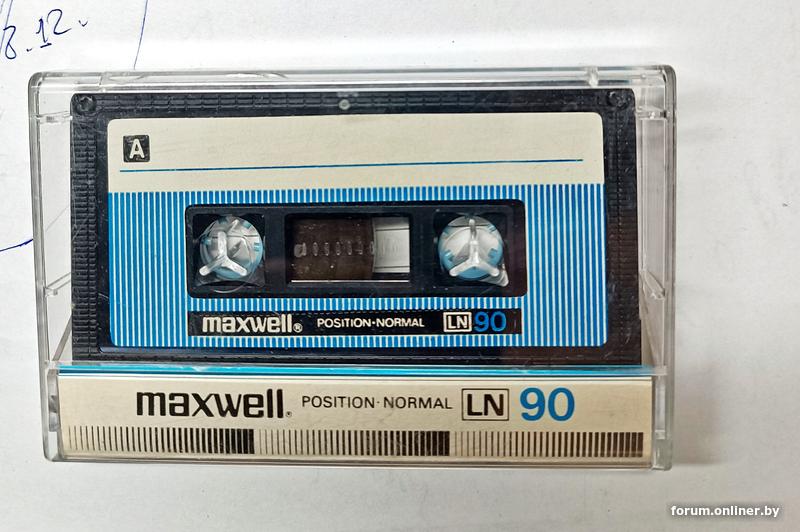 8.12.
A
maxwell® POSITION-NORMAL LN 90
maxwell. POSITION-NORMAL LN 90
forum.onliner.by